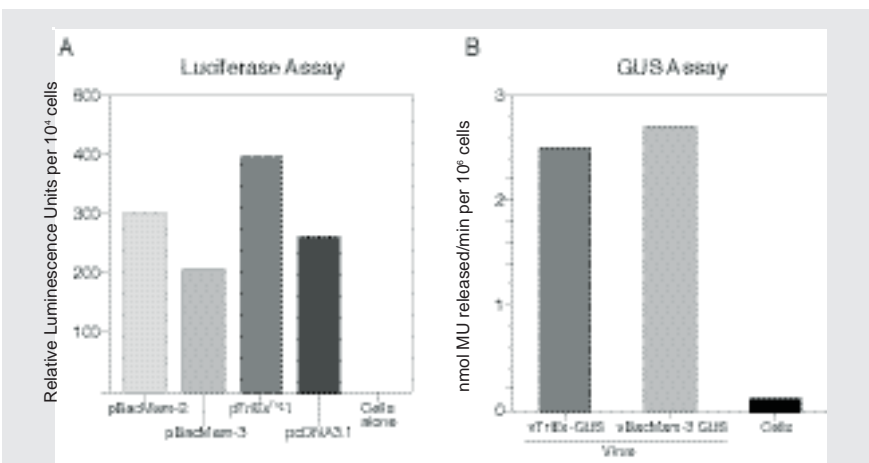 A
Luciferase Assay
Relative Luminescence Units per 10⁴ cells
500
400
300
200
100
pBacMam-2
pBacMam-3
pTriEx™-1
pcDNA3.1
Cells
alone
B
GUS Assay
nmol MU released/min per 10⁶ cells
3
2
1
0
vTriEx-GUS
vBacMam-3 GUS
Cells
Virus